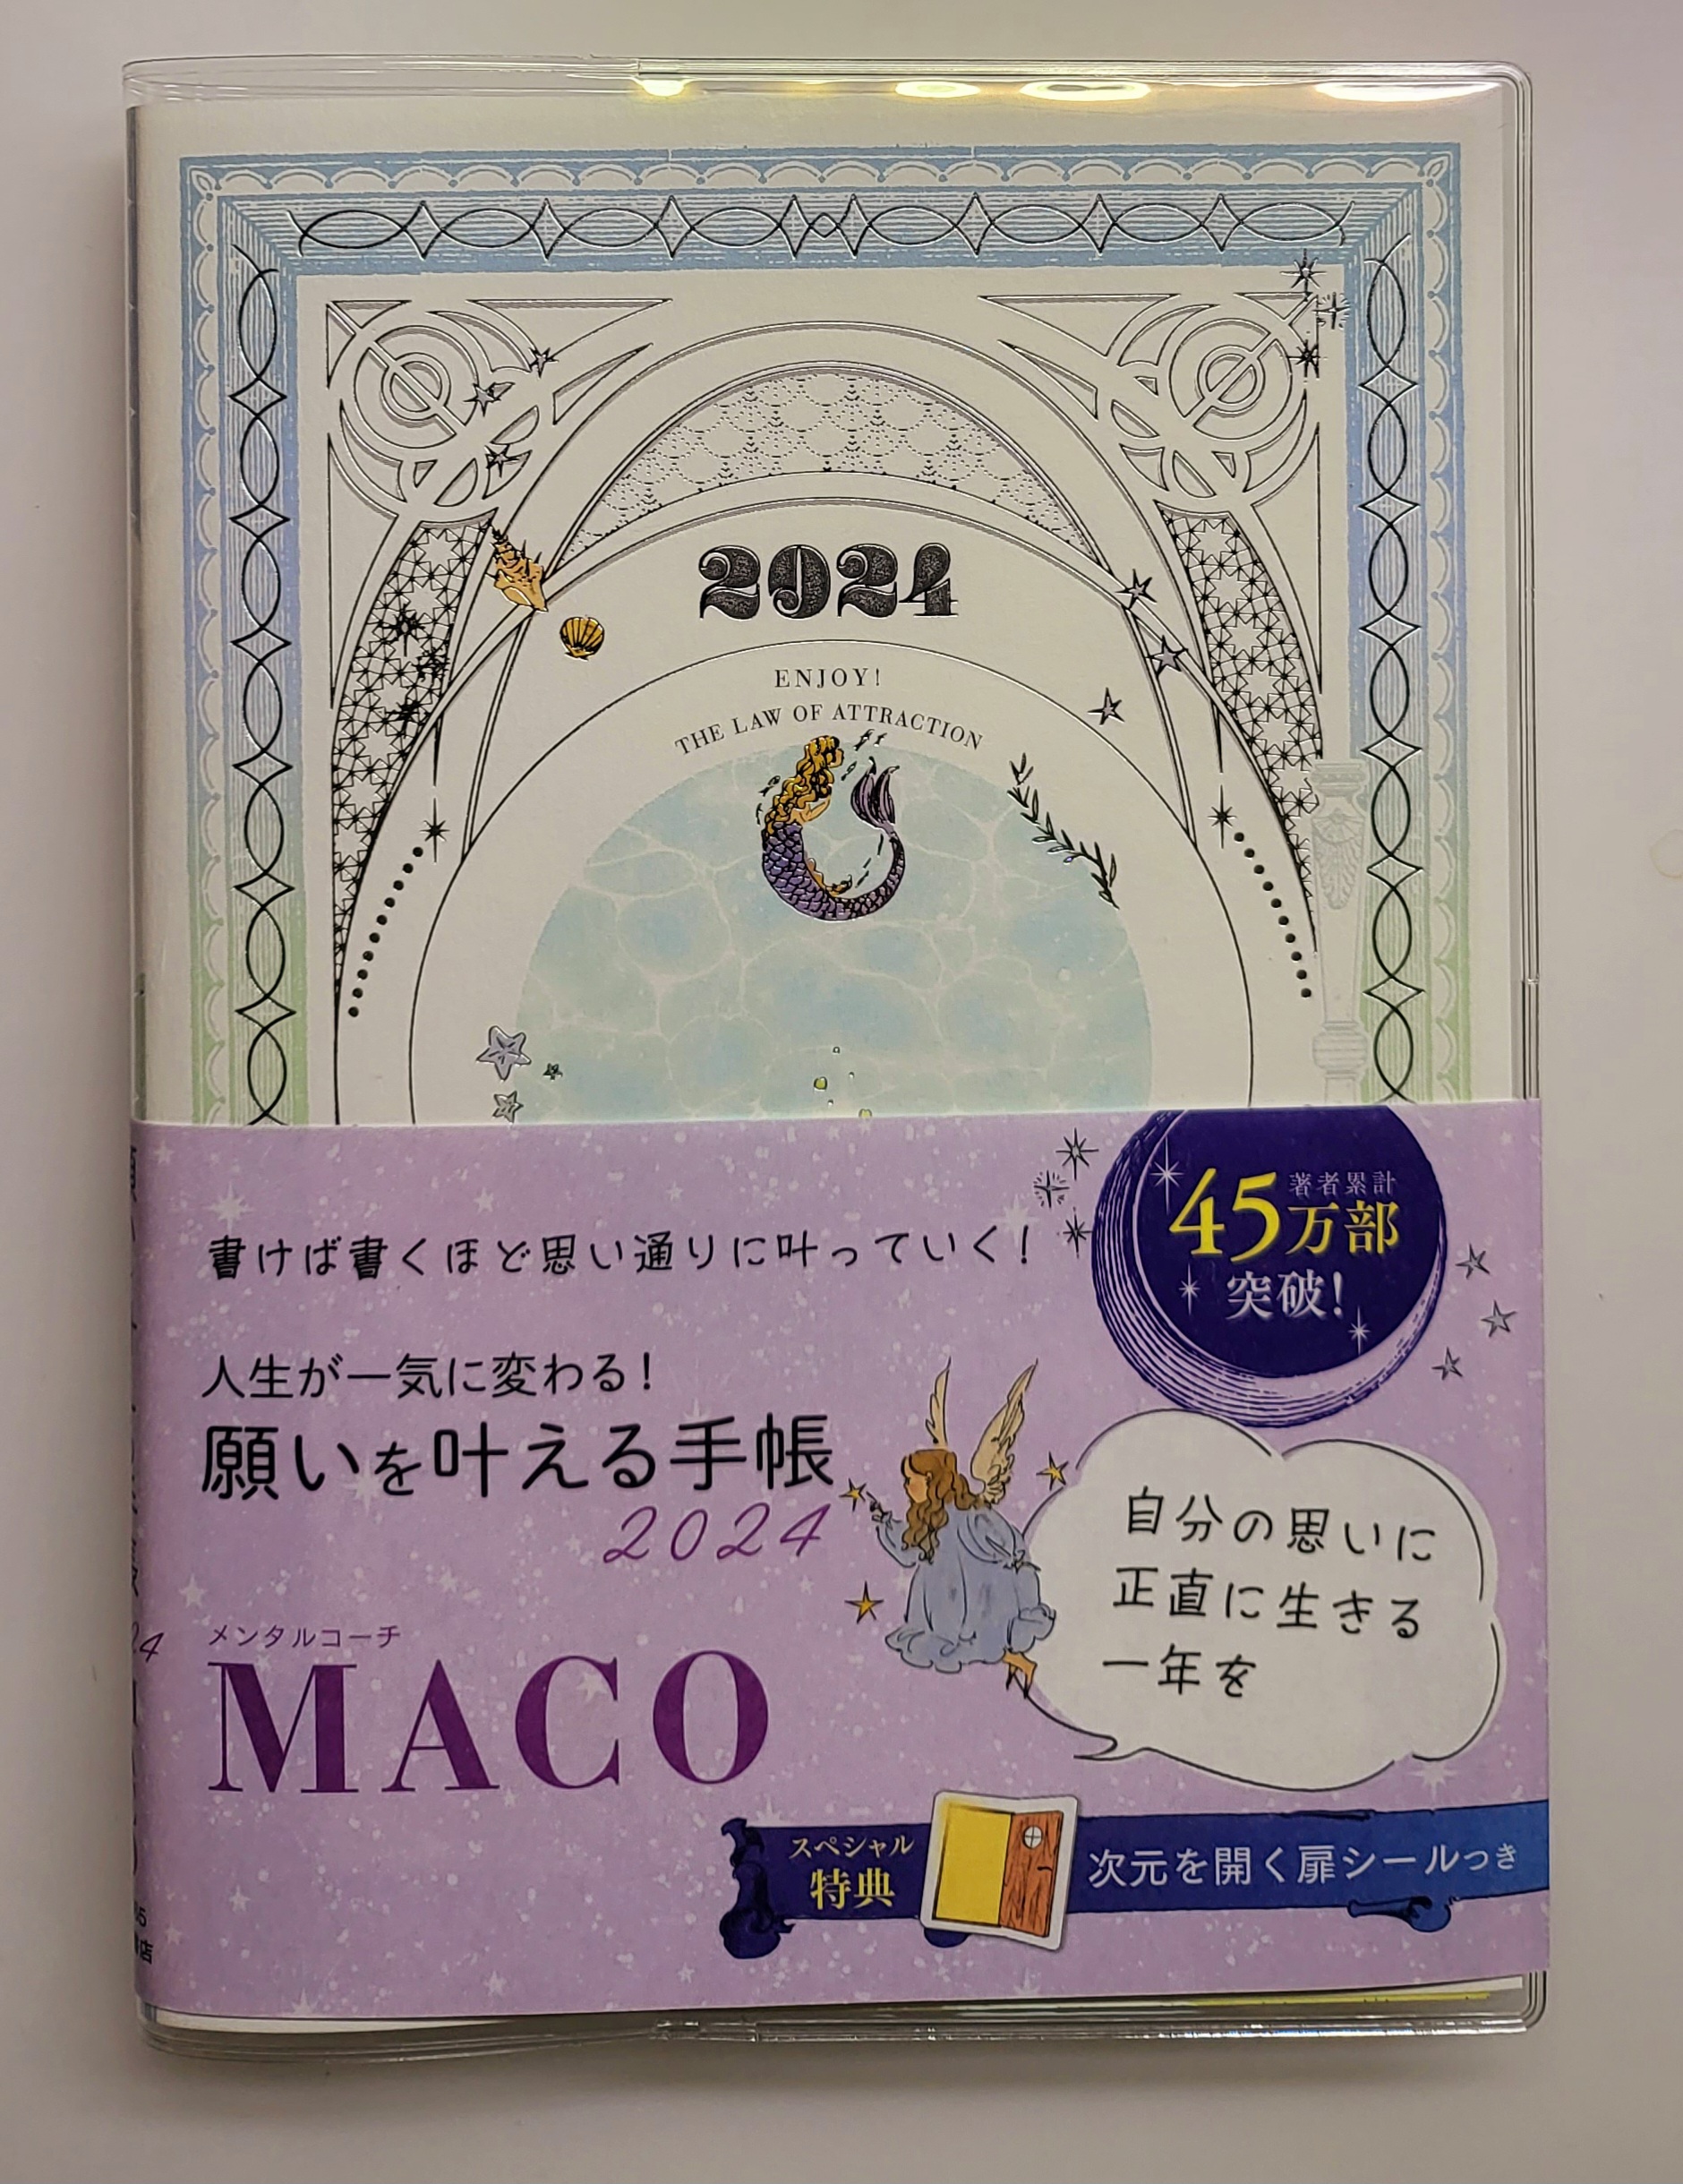 2024
ENJOY!
THE LAW OF ATTRACTION
書けば書くほど思い通りに叶っていく！
著者累計
45万部
突破！
人生が一気に変わる！
願いを叶える手帳
2024
メンタルコーチ
MACO
自分の思いに
正直に生きる
一年を
スペシャル
特典
次元を開く扉シールつき